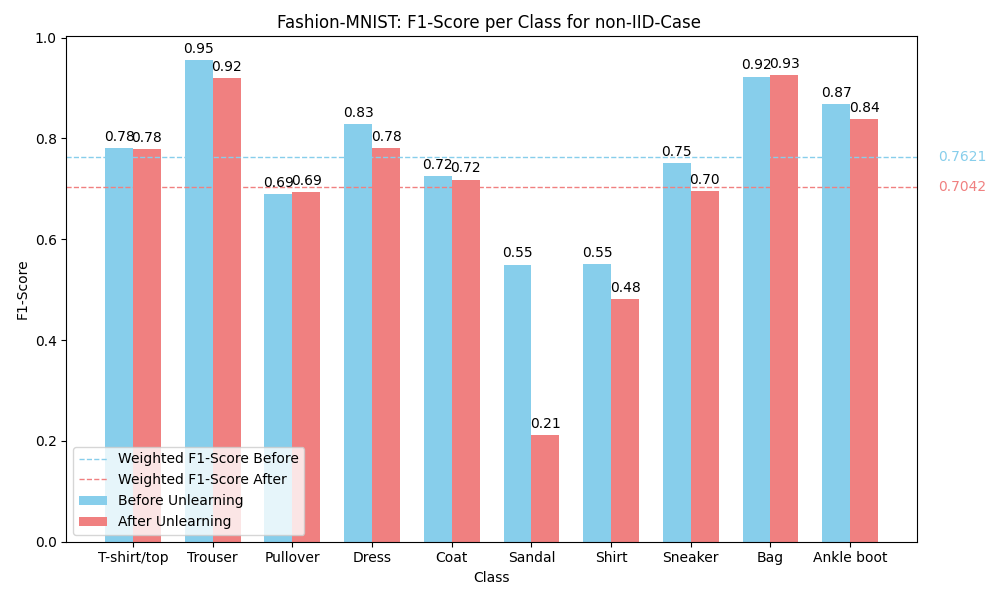 Fashion-MNIST: F1-Score per Class for non-IID-Case
F1-Score
1.0
0.8
0.6
0.4
0.2
0.0
0.78 0.78
0.95 0.92
0.69 0.69
0.83 0.78
0.72 0.72
0.55 0.21
0.55 0.48
0.75 0.70
0.92 0.93
0.87 0.84
0.7621
0.7042
Weighted F1-Score Before
Weighted F1-Score After
Before Unlearning
After Unlearning
T-shirt/top Trouser Pullover Dress Coat Sandal Shirt Sneaker Bag Ankle boot
Class